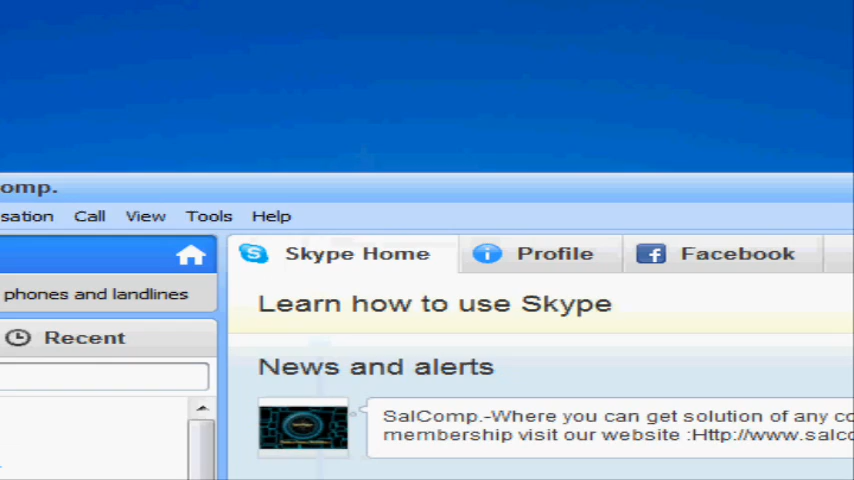 omp.
sation Call View Tools Help
Skype Home Profile Facebook
phones and landlines
Learn how to use Skype
Recent
News and alerts
SalComp.-Where you can get solution of any co
membership visit our website :Http://www.salco